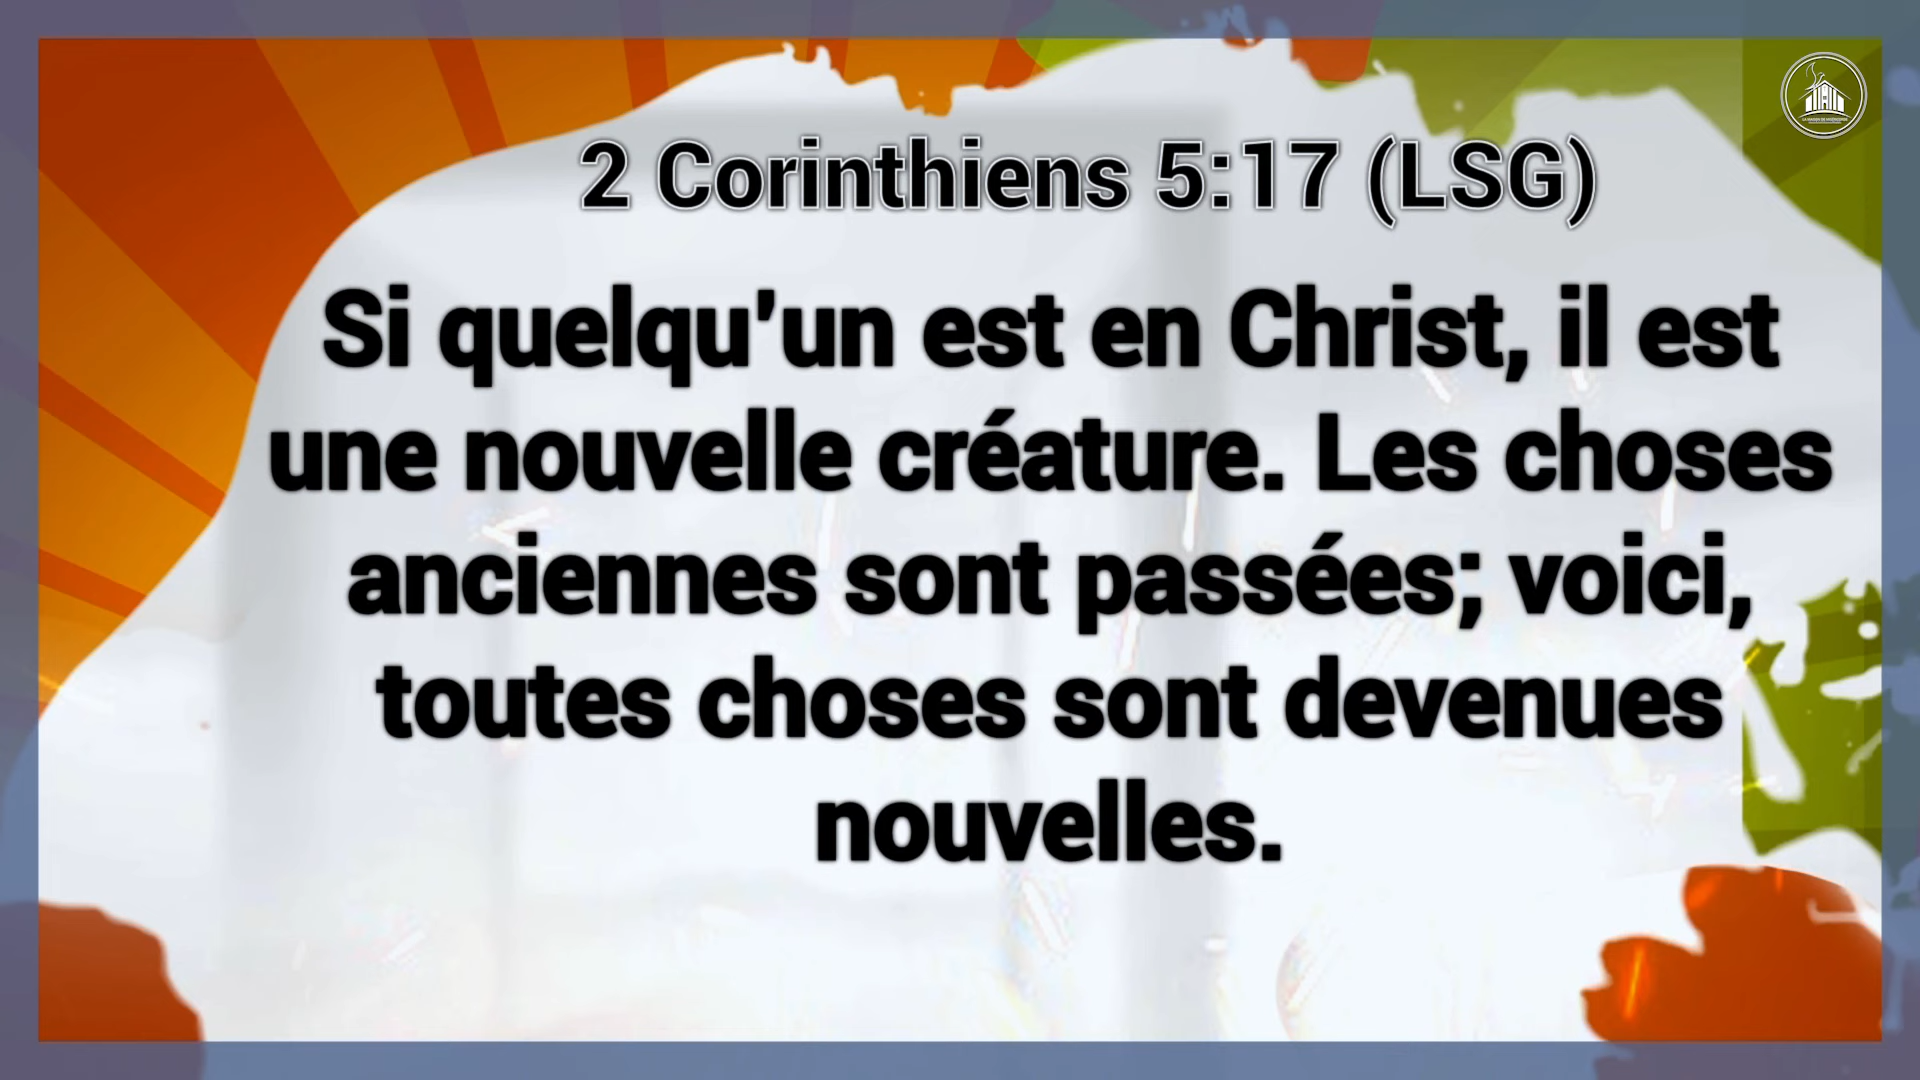 2 Corinthiens 5:17 (LSG)
Si quelqu’un est en Christ, il est
une nouvelle créature. Les choses
anciennes sont passées; voici,
toutes choses sont devenues
nouvelles.